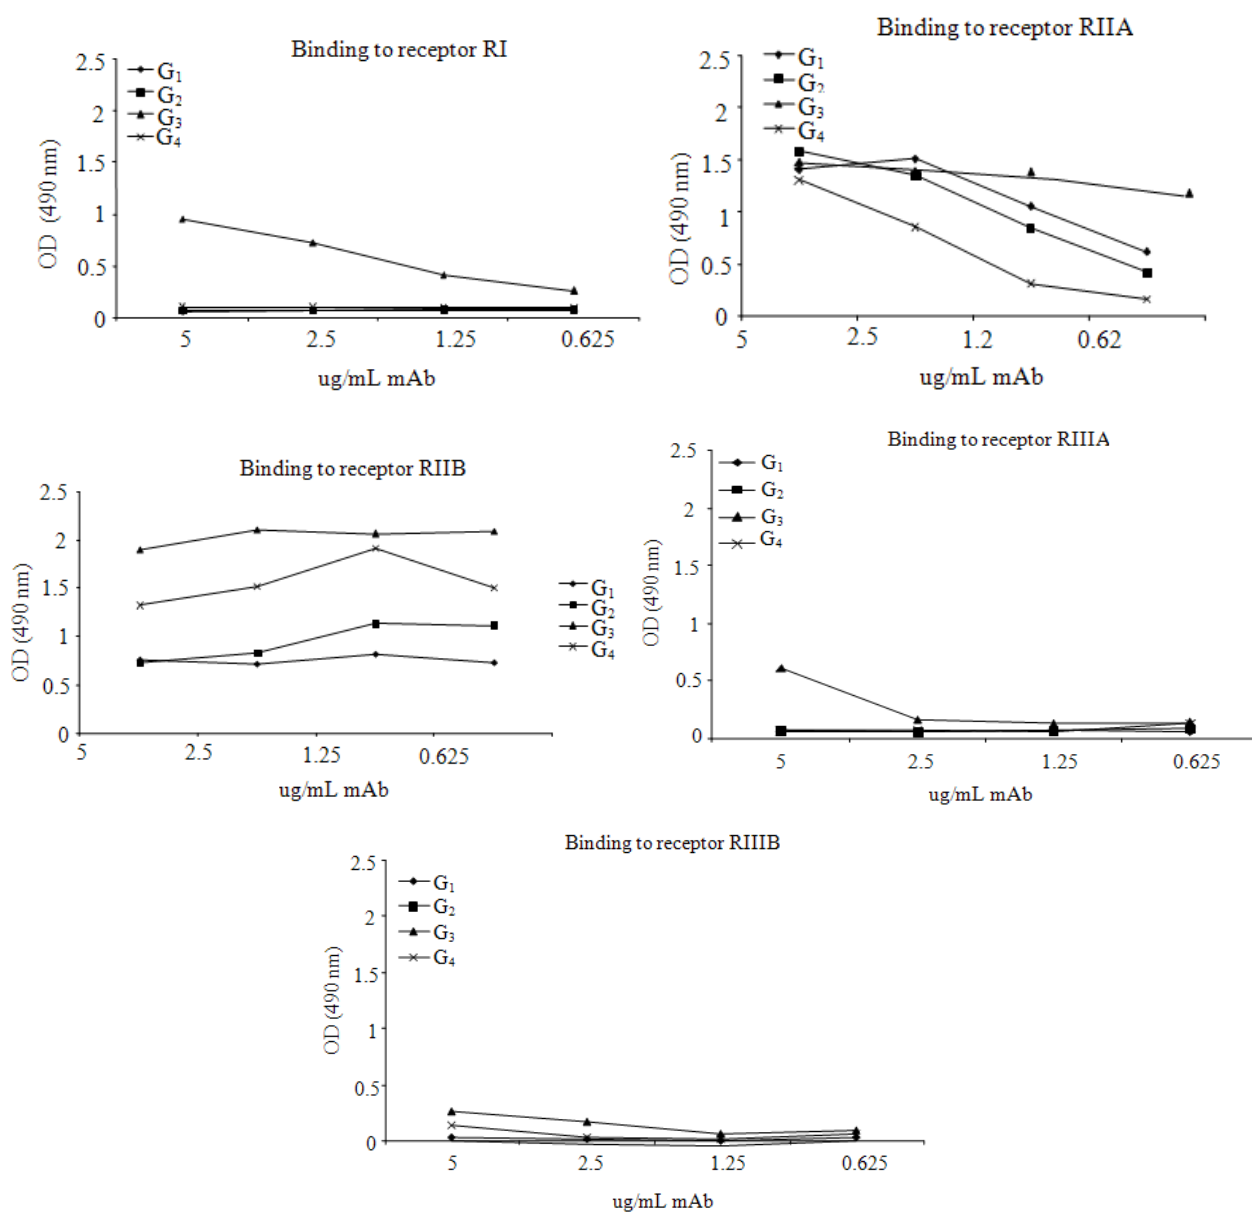 Binding to receptor RI
2.5
2
1.5
1
0.5
0
G1
G2
G3
G4
OD (490 nm)
5 2.5 1.25 0.625
ug/mL mAb
Binding to receptor RIIA
2.5
2
1.5
1
0.5
0
G1
G2
G3
G4
OD (490 nm)
5 2.5 1.2 0.62
ug/mL mAb
Binding to receptor RIIB
2.5
2
1.5
1
0.5
0
G1
G2
G3
G4
OD (490 nm)
5 2.5 1.25 0.625
ug/mL mAb
Binding to receptor RIIIA
2.5
2
1.5
1
0.5
0
G1
G2
G3
G4
OD (490 nm)
5 2.5 1.25 0.625
ug/mL mAb
Binding to receptor RIIIB
2.5
2
1.5
1
0.5
0
G1
G2
G3
G4
OD (490 nm)
5 2.5 1.25 0.625
ug/mL mAb